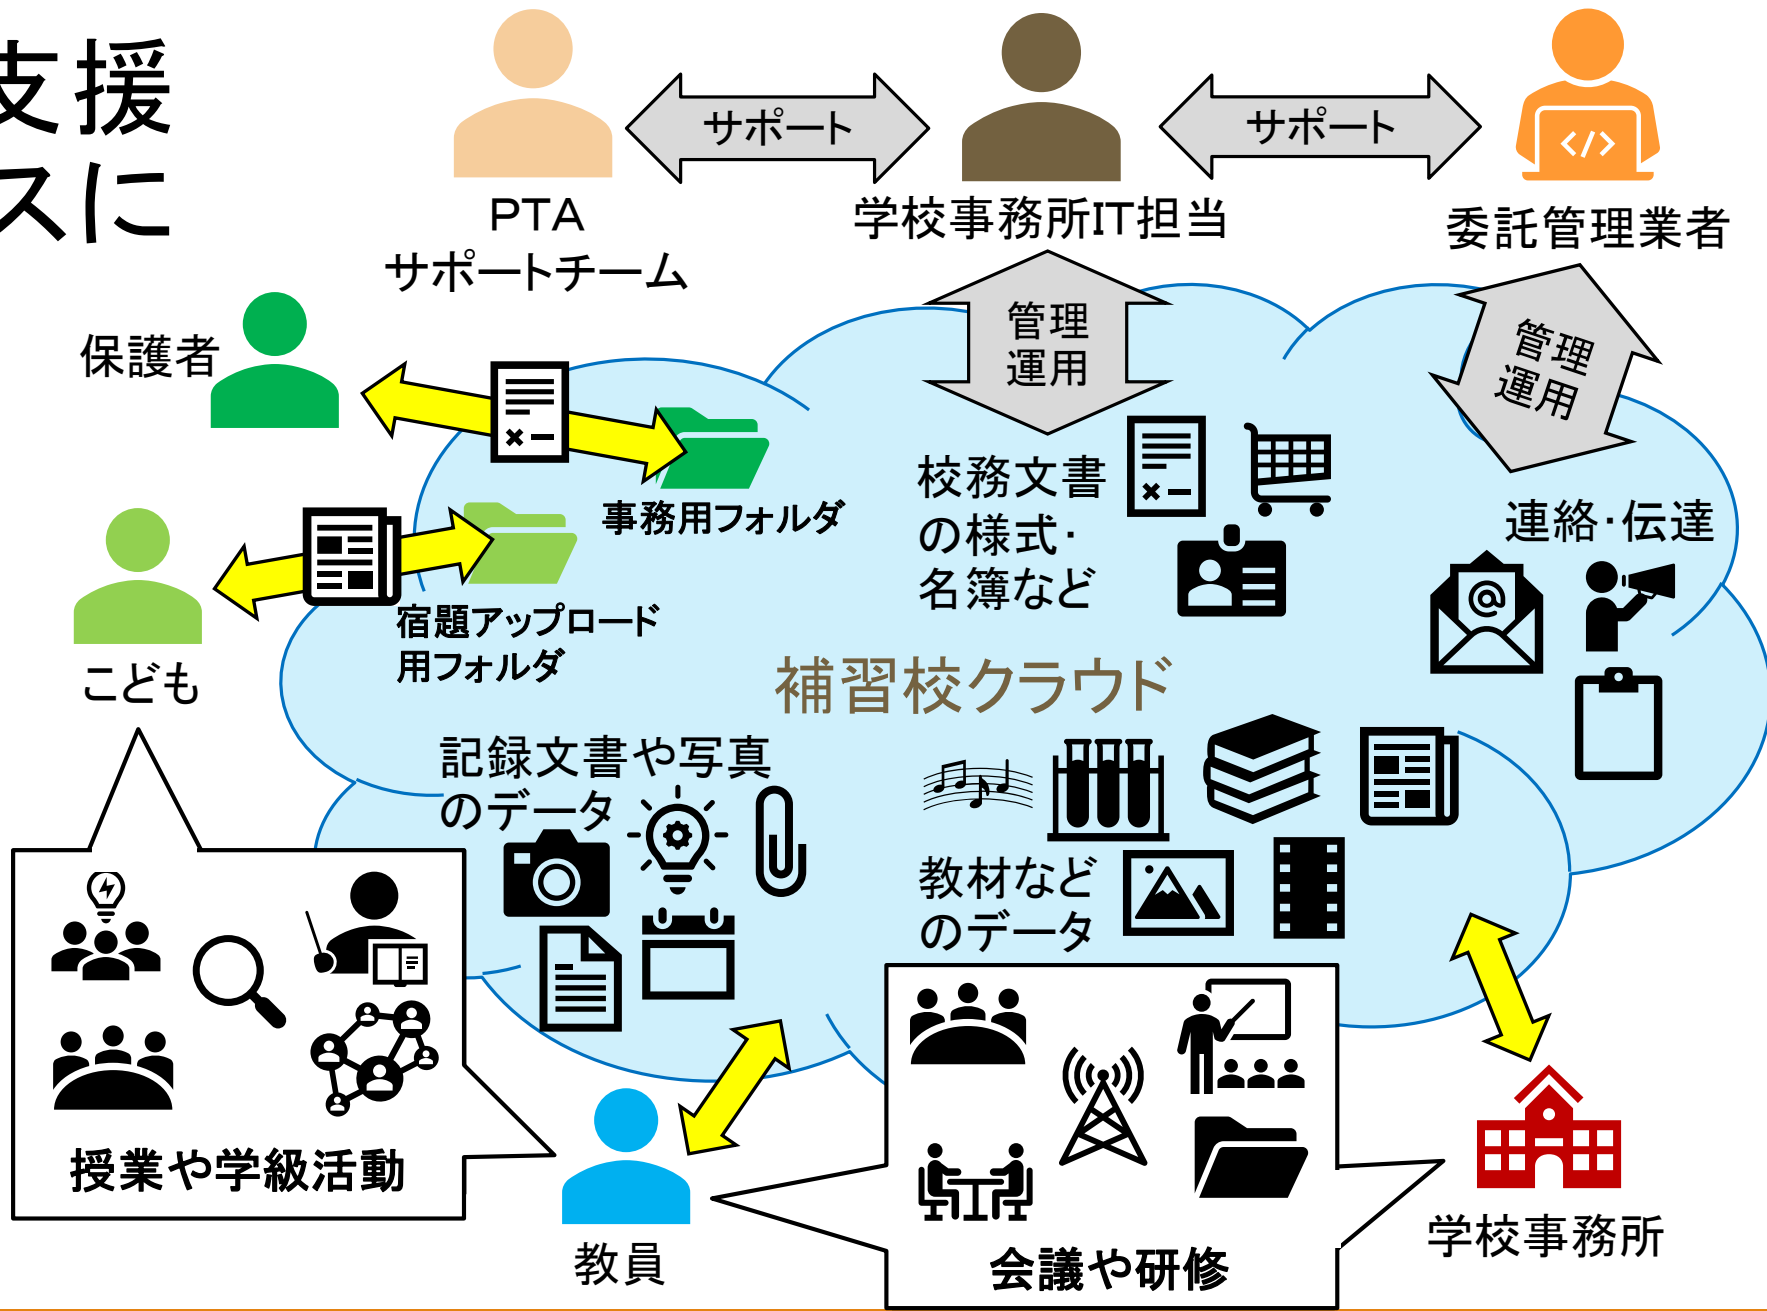 支援
スに
PTA
サポートチーム
サポート
学校事務所IT担当
サポート
委託管理業者
保護者
管理
運用
管理
運用
事務用フォルダ
校務文書
の様式・
名簿など
連絡・伝達
こども
宿題アップロード
用フォルダ
補習校クラウド
記録文書や写真
のデータ
教材など
のデータ
授業や学級活動
教員
会議や研修
学校事務所